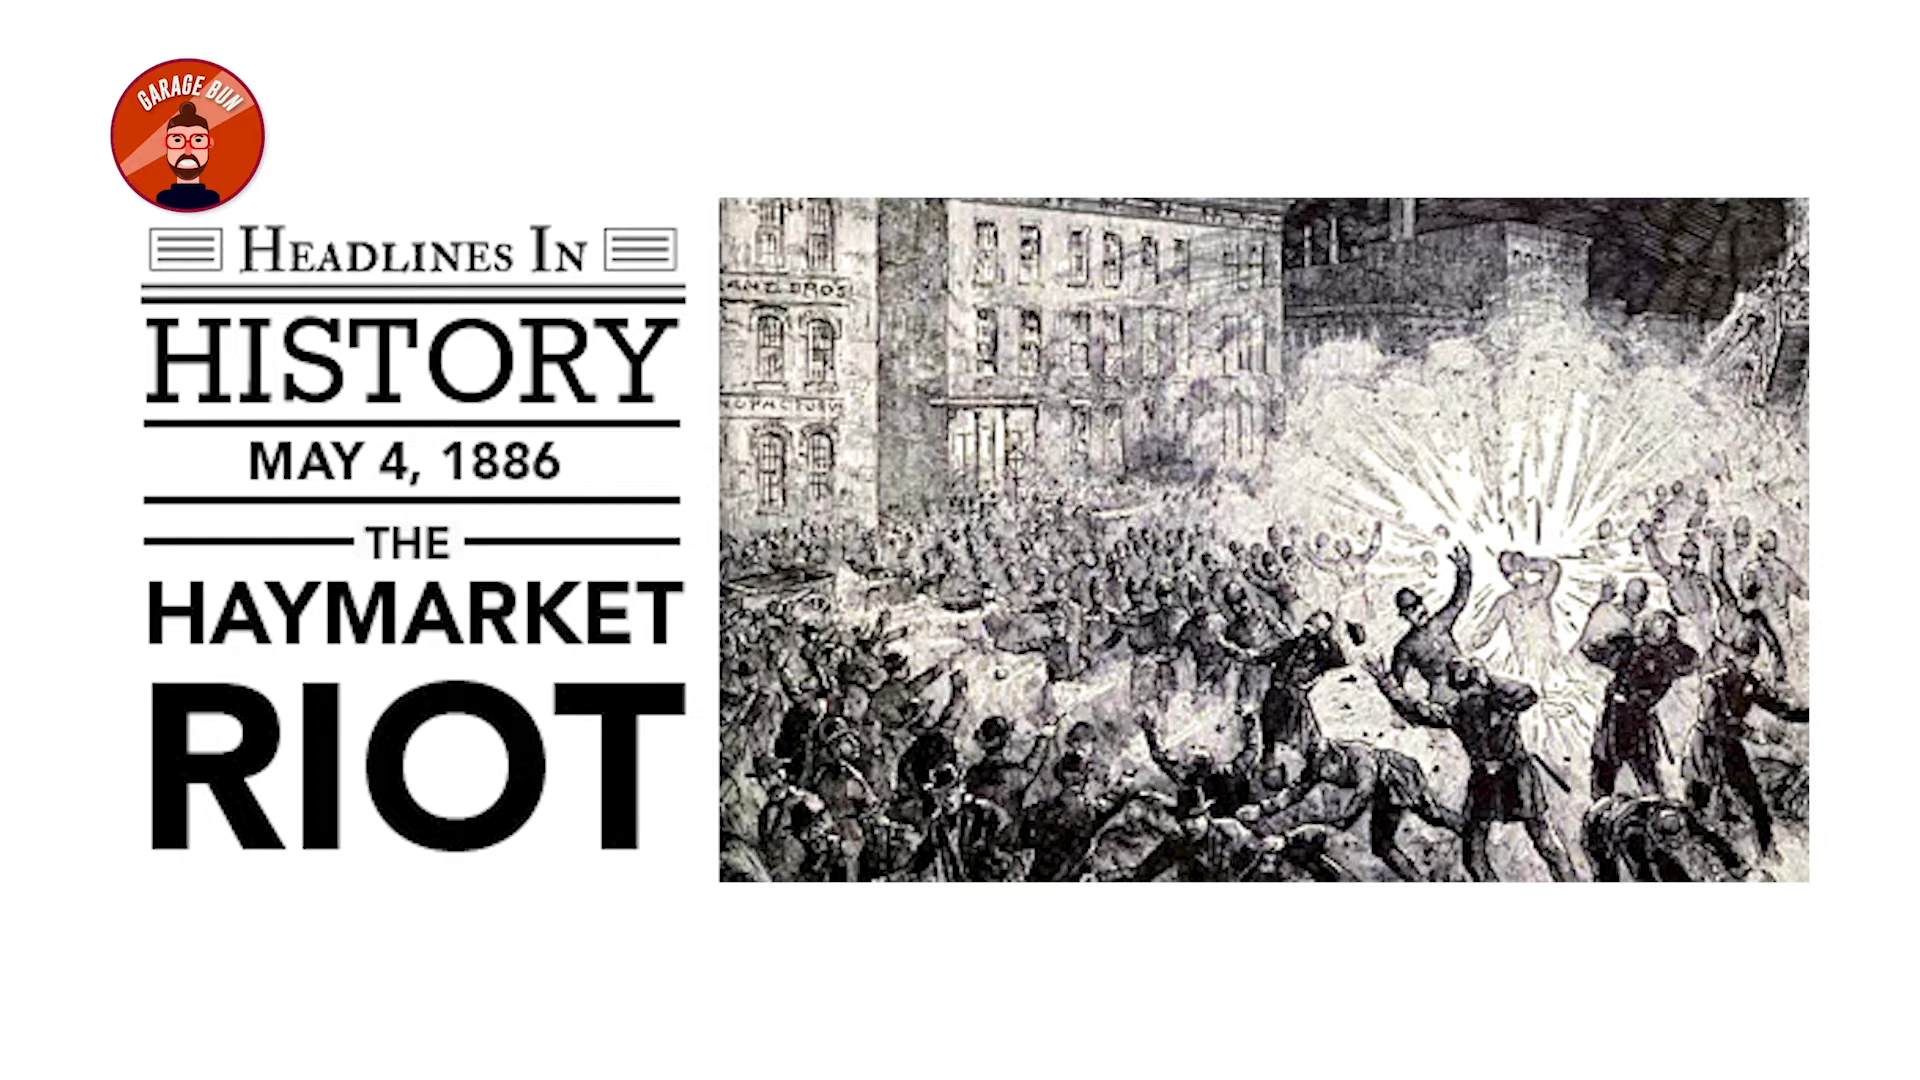 GARAGE BUN
HEADLINES IN
HISTORY
MAY 4, 1886
THE
HAYMARKET
RIOT